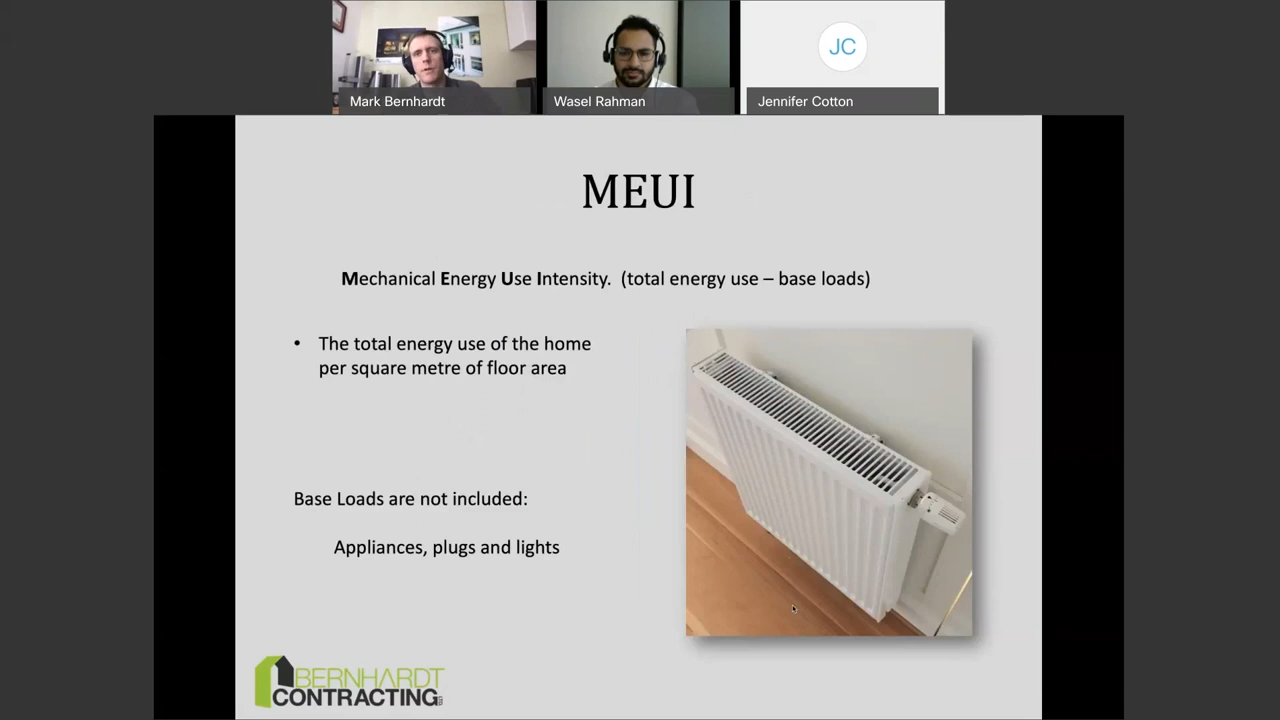 Mark Bernhardt
Wasel Rahman
JC
Jennifer Cotton
MEUI
Mechanical Energy Use Intensity. (total energy use – base loads)
• The total energy use of the home
per square metre of floor area
Base Loads are not included:
Appliances, plugs and lights
BERNHARDT
CONTRACTING